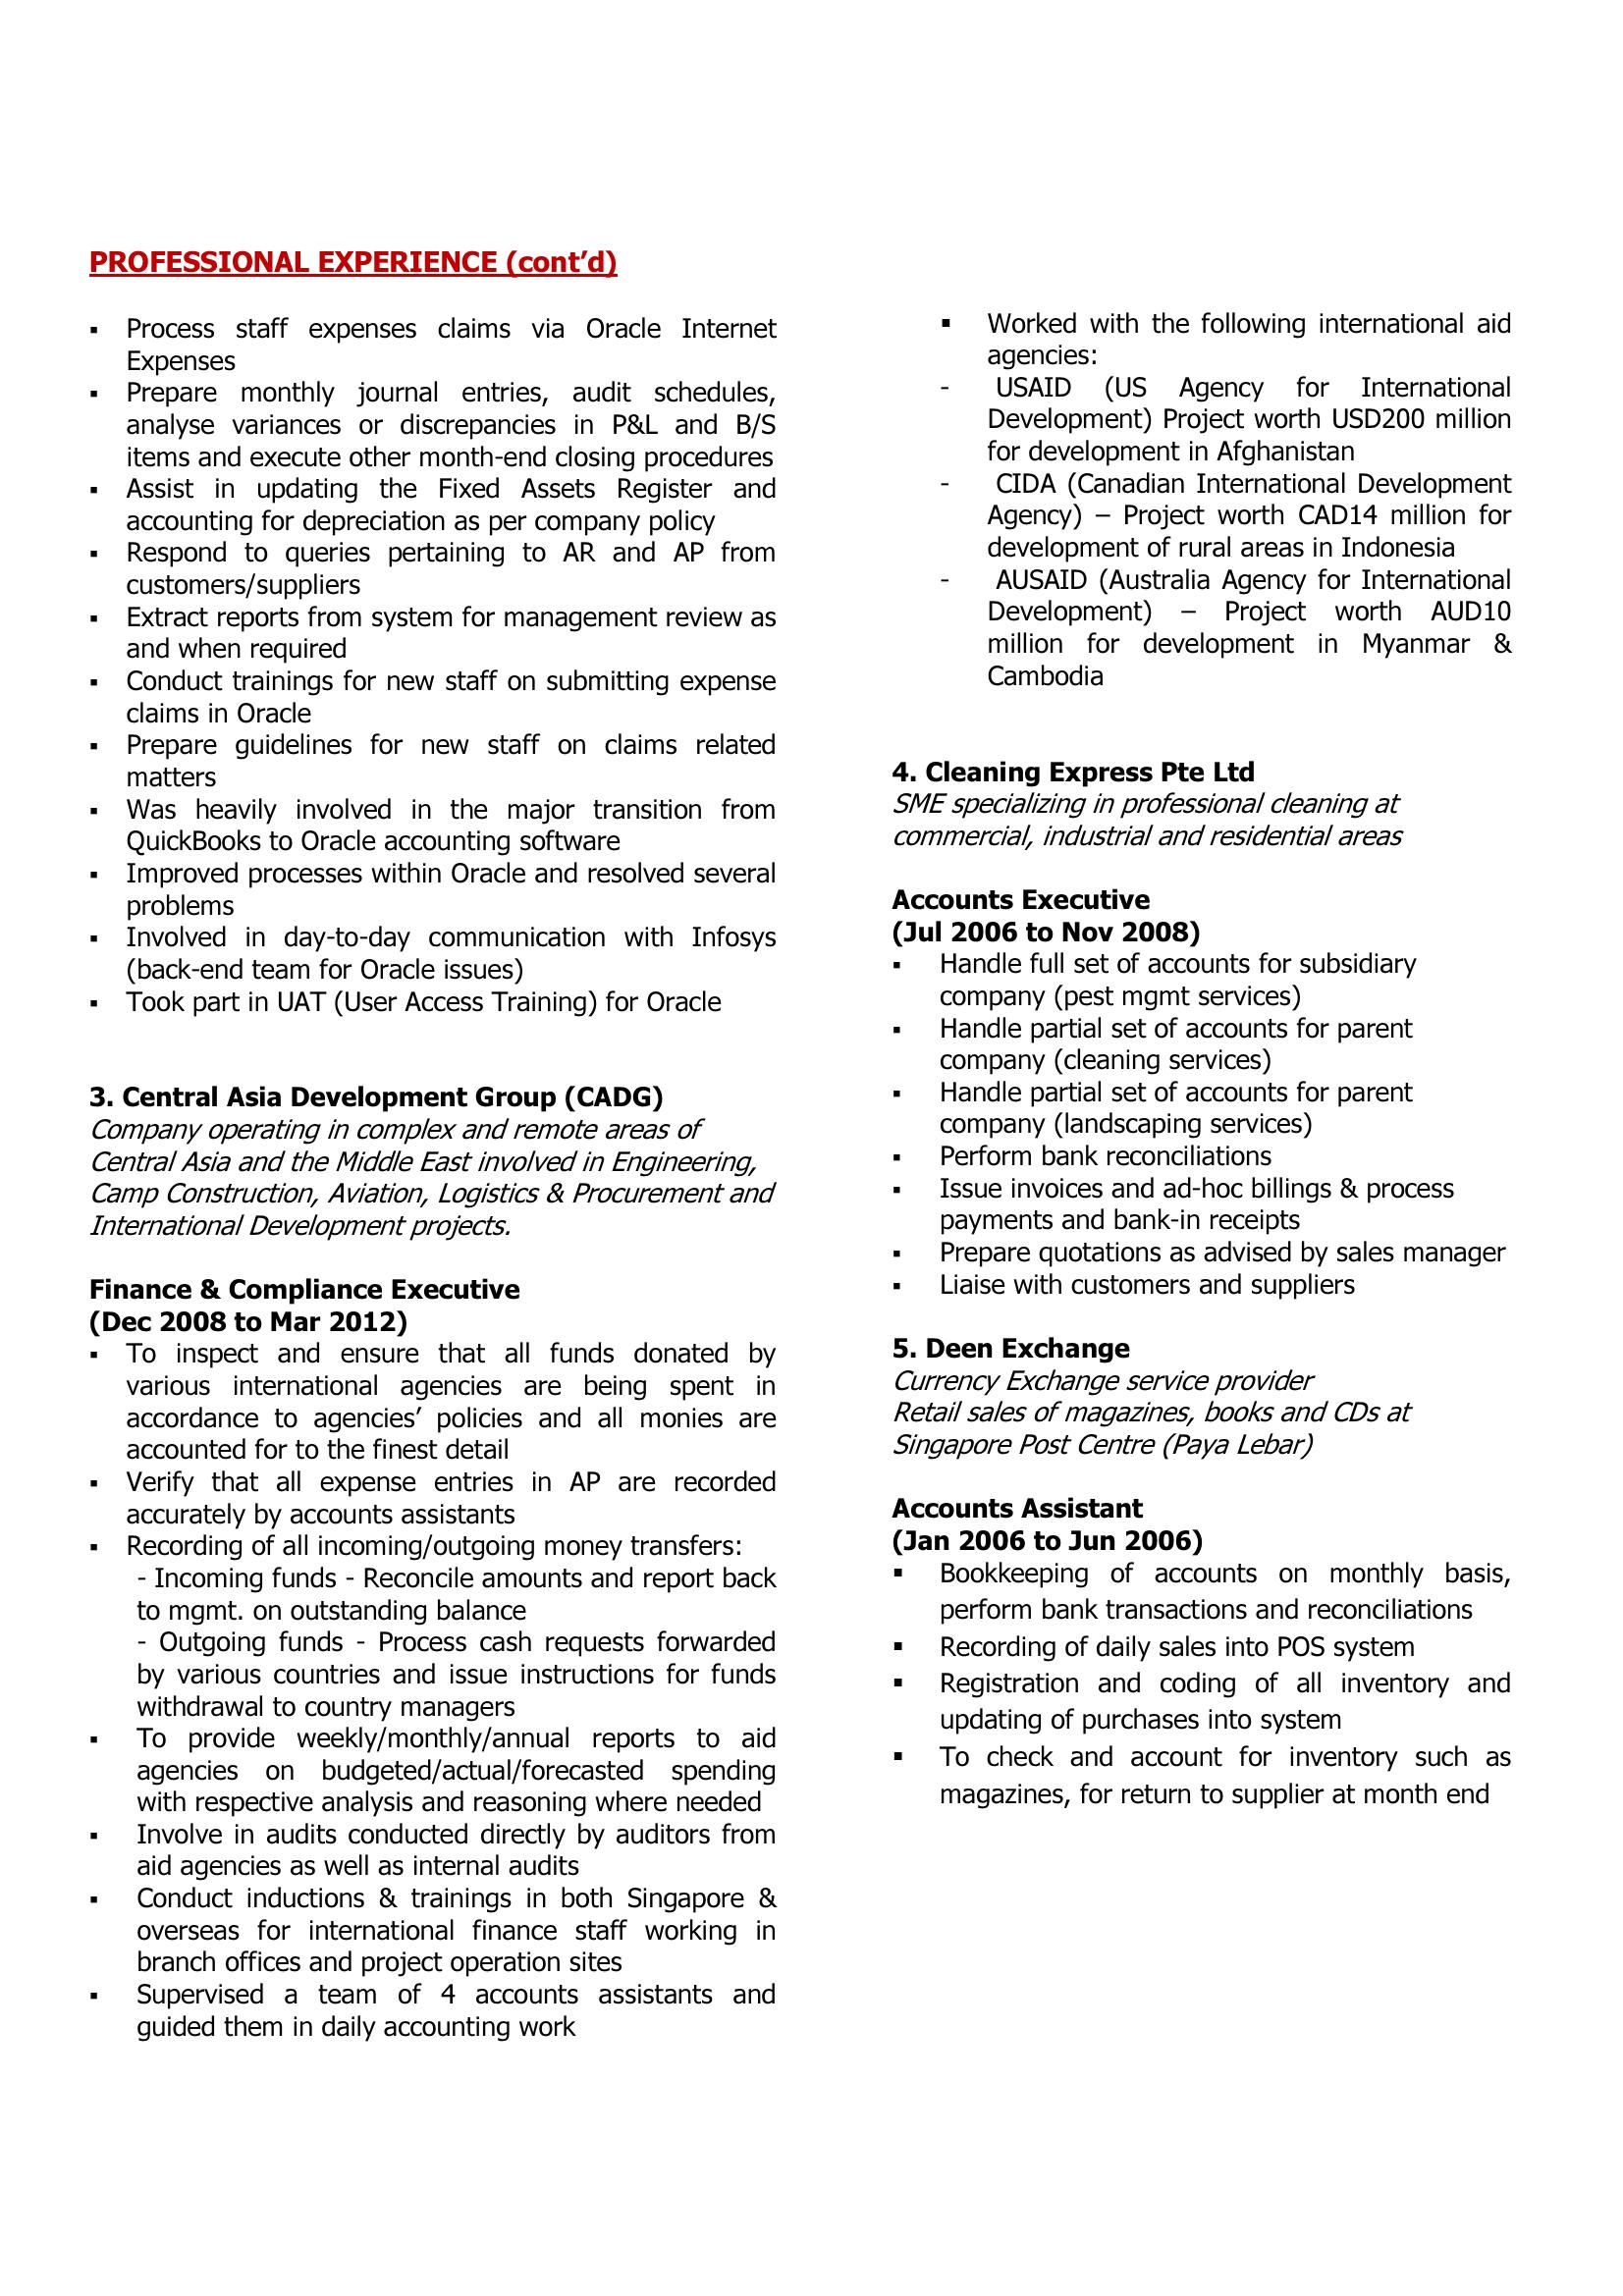 PROFESSIONAL EXPERIENCE (cont’d)
▪ Process staff expenses claims via Oracle Internet
Expenses
▪ Prepare monthly journal entries, audit schedules,
analyse variances or discrepancies in P&L and B/S
items and execute other month-end closing procedures
▪ Assist in updating the Fixed Assets Register and
accounting for depreciation as per company policy
▪ Respond to queries pertaining to AR and AP from
customers/suppliers
▪ Extract reports from system for management review as
and when required
▪ Conduct trainings for new staff on submitting expense
claims in Oracle
▪ Prepare guidelines for new staff on claims related
matters
▪ Was heavily involved in the major transition from
QuickBooks to Oracle accounting software
▪ Improved processes within Oracle and resolved several
problems
▪ Involved in day-to-day communication with Infosys
(back-end team for Oracle issues)
▪ Took part in UAT (User Access Training) for Oracle
3. Central Asia Development Group (CADG)
Company operating in complex and remote areas of
Central Asia and the Middle East involved in Engineering,
Camp Construction, Aviation, Logistics & Procurement and
International Development projects.
Finance & Compliance Executive
(Dec 2008 to Mar 2012)
▪ To inspect and ensure that all funds donated by
various international agencies are being spent in
accordance to agencies’ policies and all monies are
accounted for to the finest detail
▪ Verify that all expense entries in AP are recorded
accurately by accounts assistants
▪ Recording of all incoming/outgoing money transfers:
- Incoming funds - Reconcile amounts and report back
to mgmt. on outstanding balance
- Outgoing funds - Process cash requests forwarded
by various countries and issue instructions for funds
withdrawal to country managers
▪ To provide weekly/monthly/annual reports to aid
agencies on budgeted/actual/forecasted spending
with respective analysis and reasoning where needed
▪ Involve in audits conducted directly by auditors from
aid agencies as well as internal audits
▪ Conduct inductions & trainings in both Singapore &
overseas for international finance staff working in
branch offices and project operation sites
▪ Supervised a team of 4 accounts assistants and
guided them in daily accounting work
▪ Worked with the following international aid
agencies:
- USAID (US Agency for International
Development) Project worth USD200 million
for development in Afghanistan
- CIDA (Canadian International Development
Agency) – Project worth CAD14 million for
development of rural areas in Indonesia
- AUSAID (Australia Agency for International
Development) – Project worth AUD10
million for development in Myanmar &
Cambodia
4. Cleaning Express Pte Ltd
SME specializing in professional cleaning at
commercial, industrial and residential areas
Accounts Executive
(Jul 2006 to Nov 2008)
▪ Handle full set of accounts for subsidiary
company (pest mgmt services)
▪ Handle partial set of accounts for parent
company (cleaning services)
▪ Handle partial set of accounts for parent
company (landscaping services)
▪ Perform bank reconciliations
▪ Issue invoices and ad-hoc billings & process
payments and bank-in receipts
▪ Prepare quotations as advised by sales manager
▪ Liaise with customers and suppliers
5. Deen Exchange
Currency Exchange service provider
Retail sales of magazines, books and CDs at
Singapore Post Centre (Paya Lebar)
Accounts Assistant
(Jan 2006 to Jun 2006)
▪ Bookkeeping of accounts on monthly basis,
perform bank transactions and reconciliations
▪ Recording of daily sales into POS system
▪ Registration and coding of all inventory and
updating of purchases into system
▪ To check and account for inventory such as
magazines, for return to supplier at month end